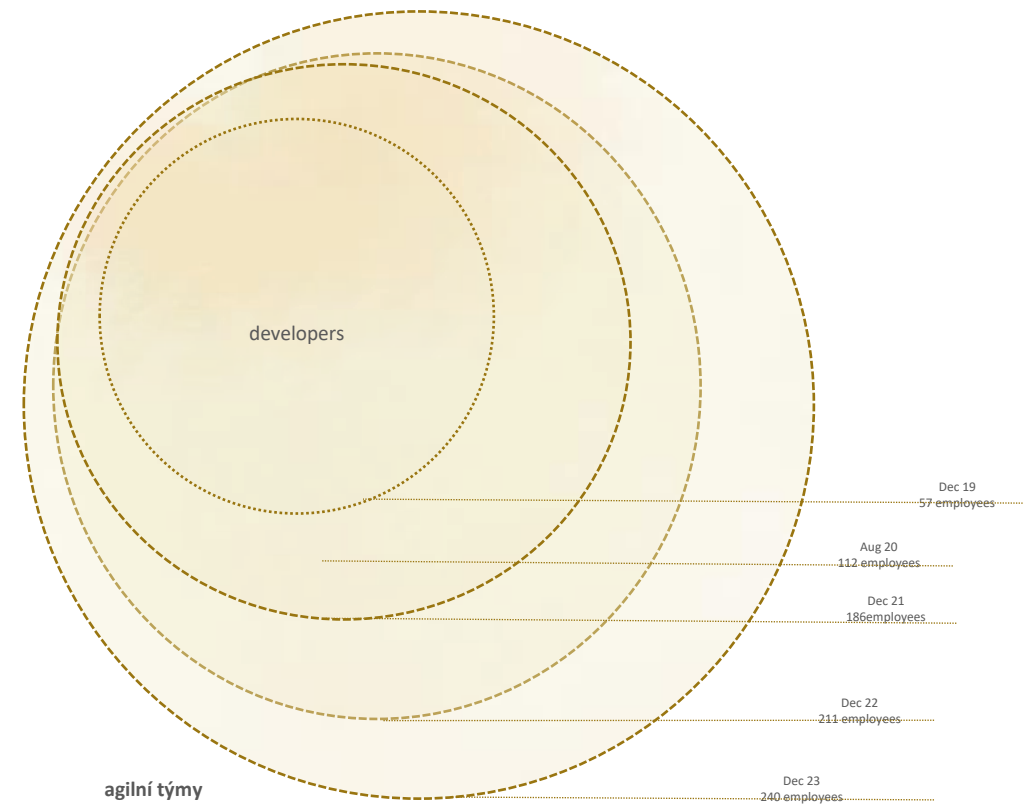 developers
Dec 19
57 employees
Aug 20
112 employees
Dec 21
186employees
Dec 22
211 employees
Dec 23
240 employees
agilní týmy